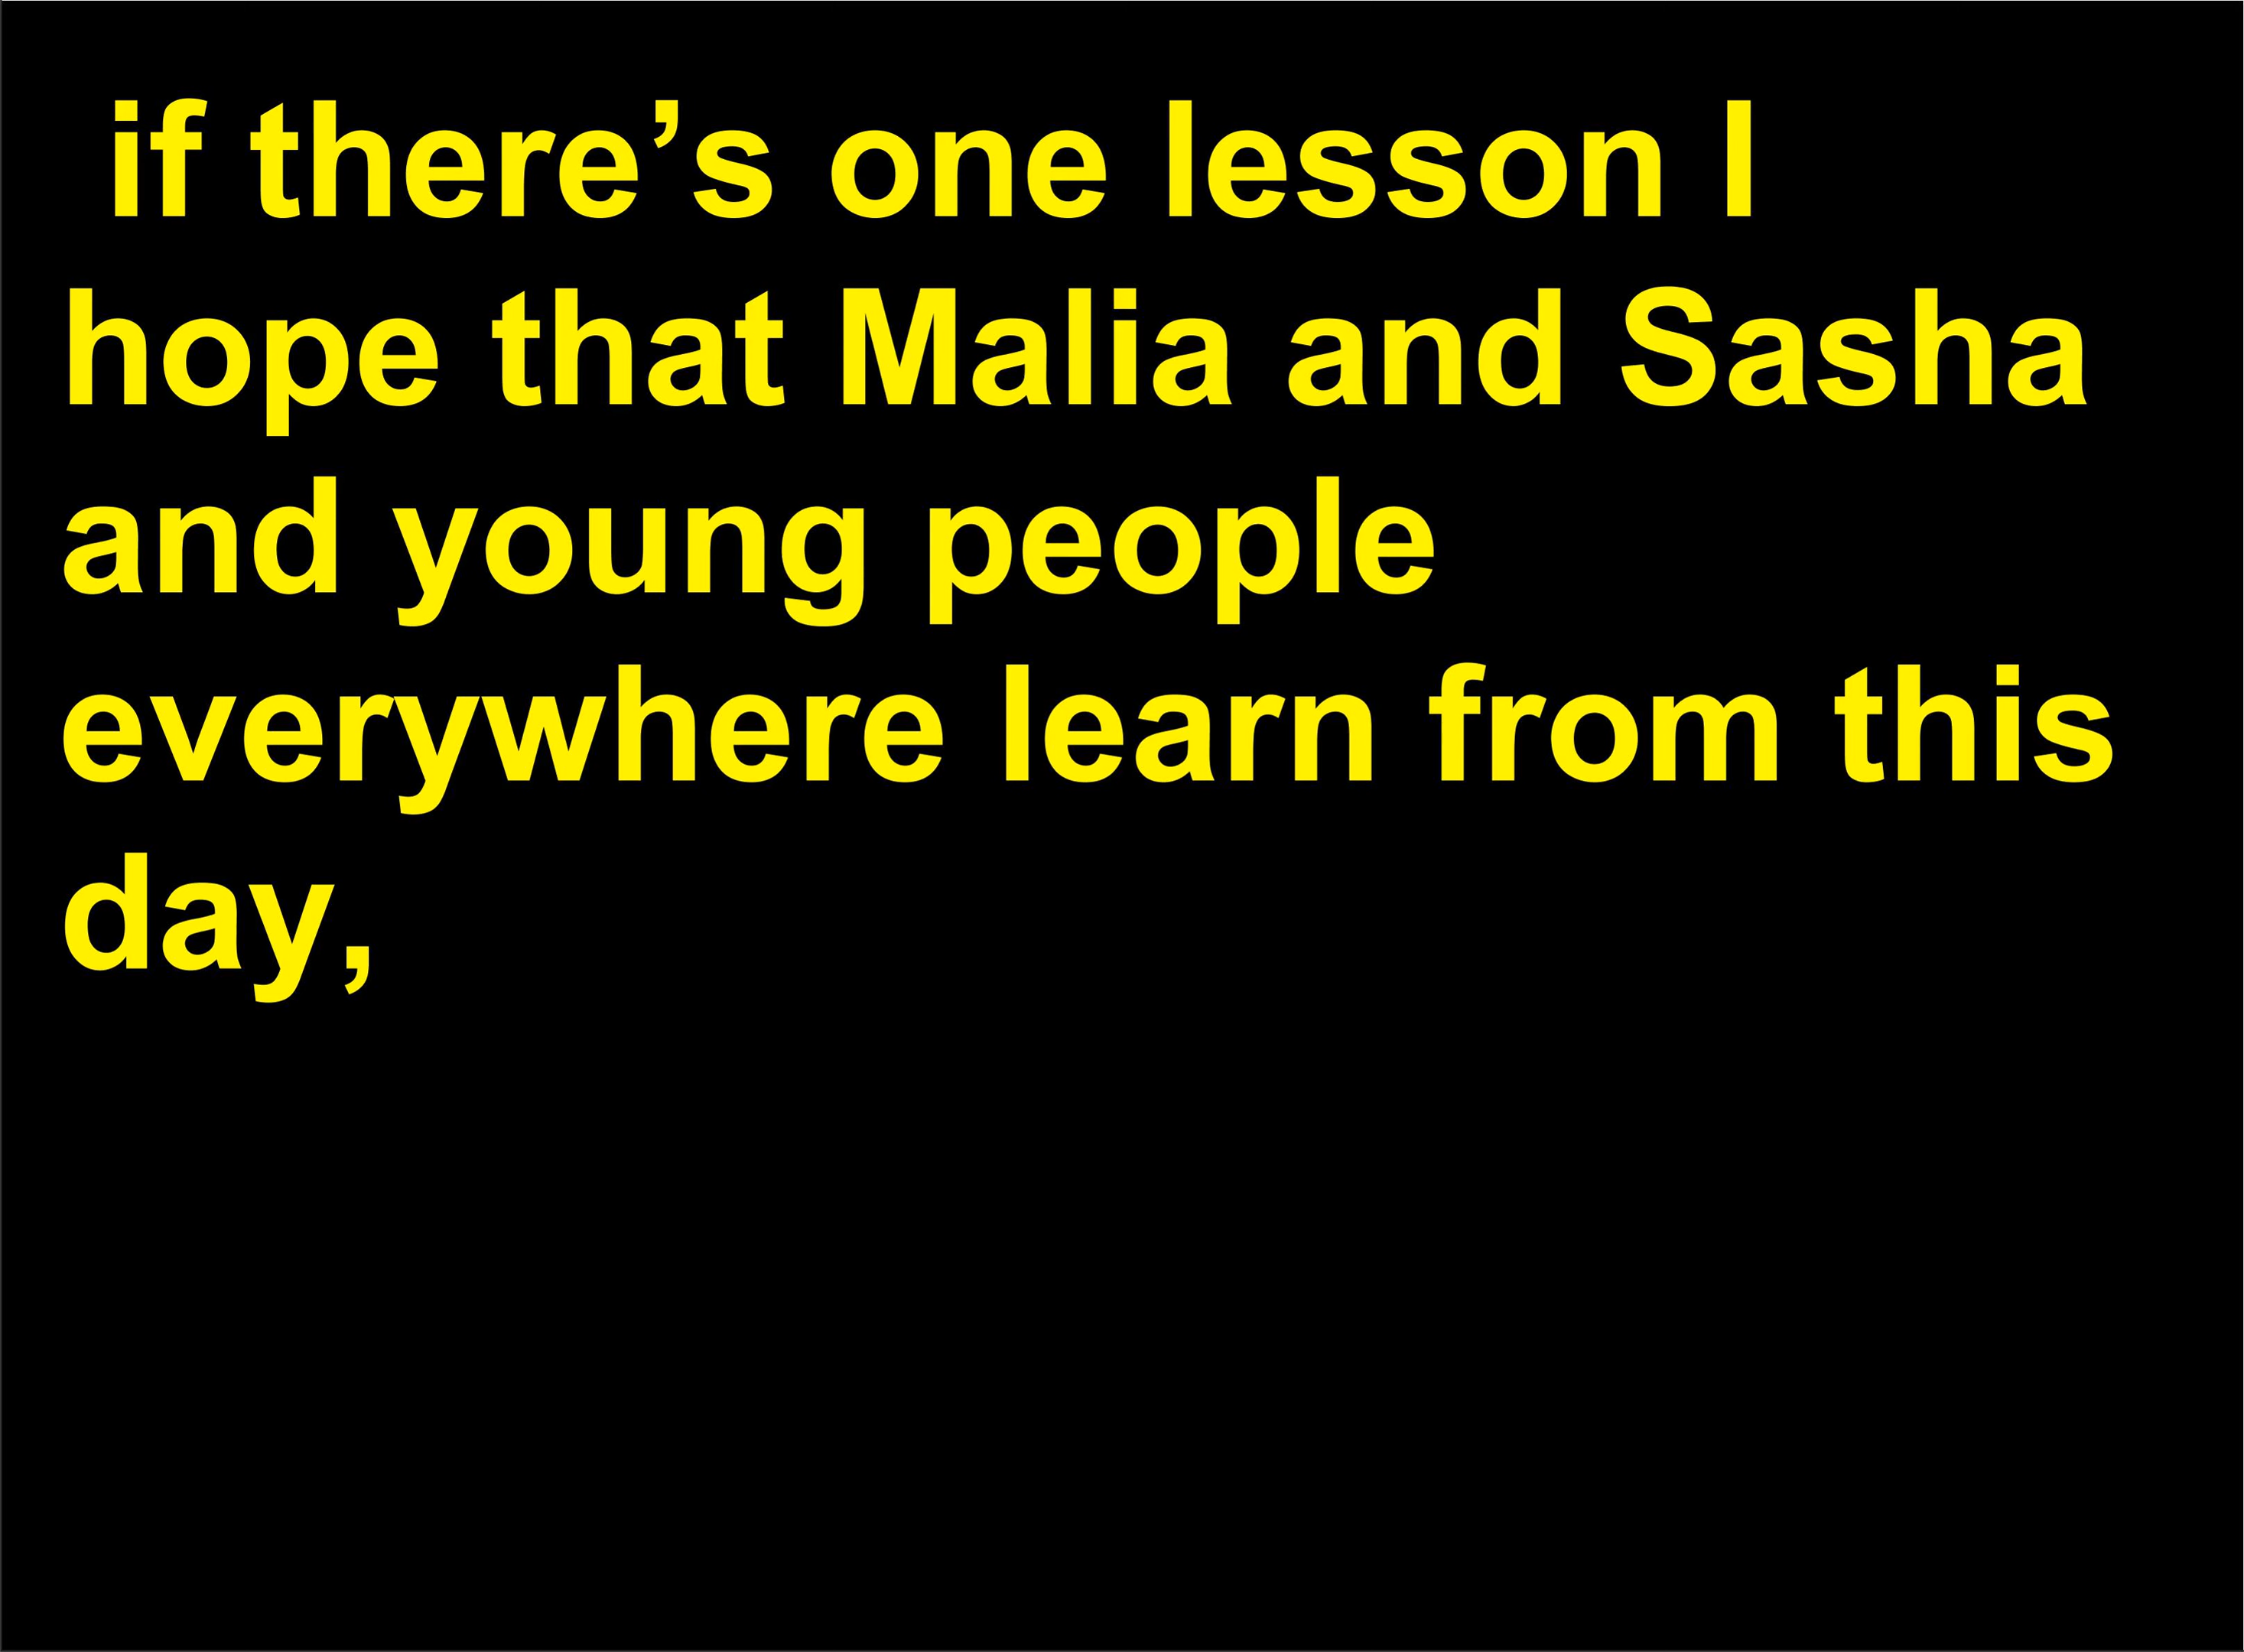 if there’s one lesson I
hope that Malia and Sasha
and young people
everywhere learn from this
day,